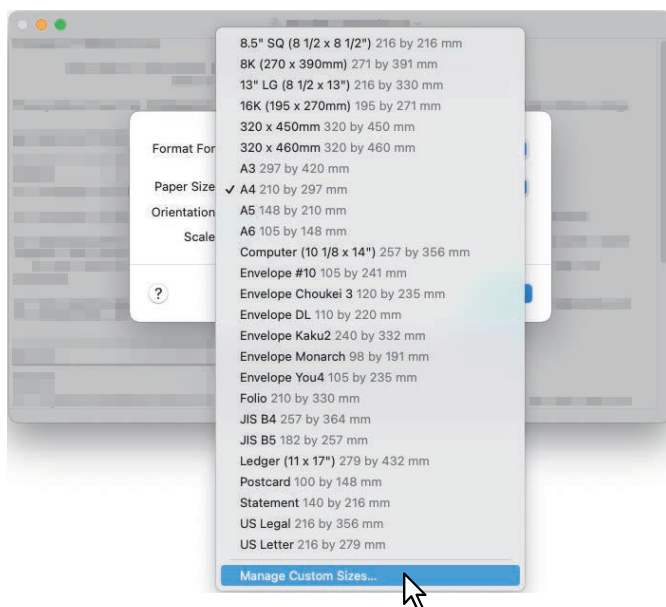 8.5" SQ (8 1/2 x 8 1/2") 216 by 216 mm
8K (270 x 390mm) 271 by 391 mm
13" LG (8 1/2 x 13") 216 by 330 mm
16K (195 x 270mm) 195 by 271 mm
320 x 450mm 320 by 450 mm
320 x 460mm 320 by 460 mm
A3 297 by 420 mm
✓ A4 210 by 297 mm
A5 148 by 210 mm
A6 105 by 148 mm
Computer (10 1/8 x 14") 257 by 356 mm
Envelope #10 105 by 241 mm
Envelope Choukei 3 120 by 235 mm
Envelope DL 110 by 220 mm
Envelope Kaku2 240 by 332 mm
Envelope Monarch 98 by 191 mm
Envelope You4 105 by 235 mm
Folio 210 by 330 mm
JIS B4 257 by 364 mm
JIS B5 182 by 257 mm
Ledger (11 x 17") 279 by 432 mm
Postcard 100 by 148 mm
Statement 140 by 216 mm
US Legal 216 by 356 mm
US Letter 216 by 279 mm
Manage Custom Sizes...
Format For
Paper Size
Orientation
Scale
?